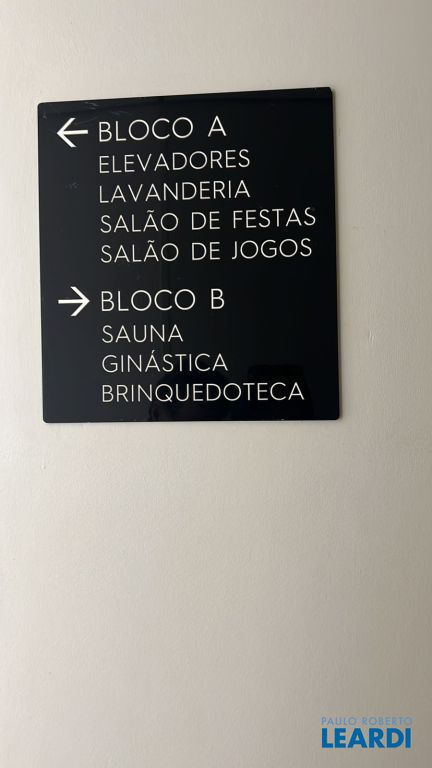 ← BLOCO A
ELEVADORES
LAVANDERIA
SALÃO DE FESTAS
SALÃO DE JOGOS
→ BLOCO B
SAUNA
GINÁSTICA
BRINQUEDOTECA
PAULO ROBERTO
LEARDI